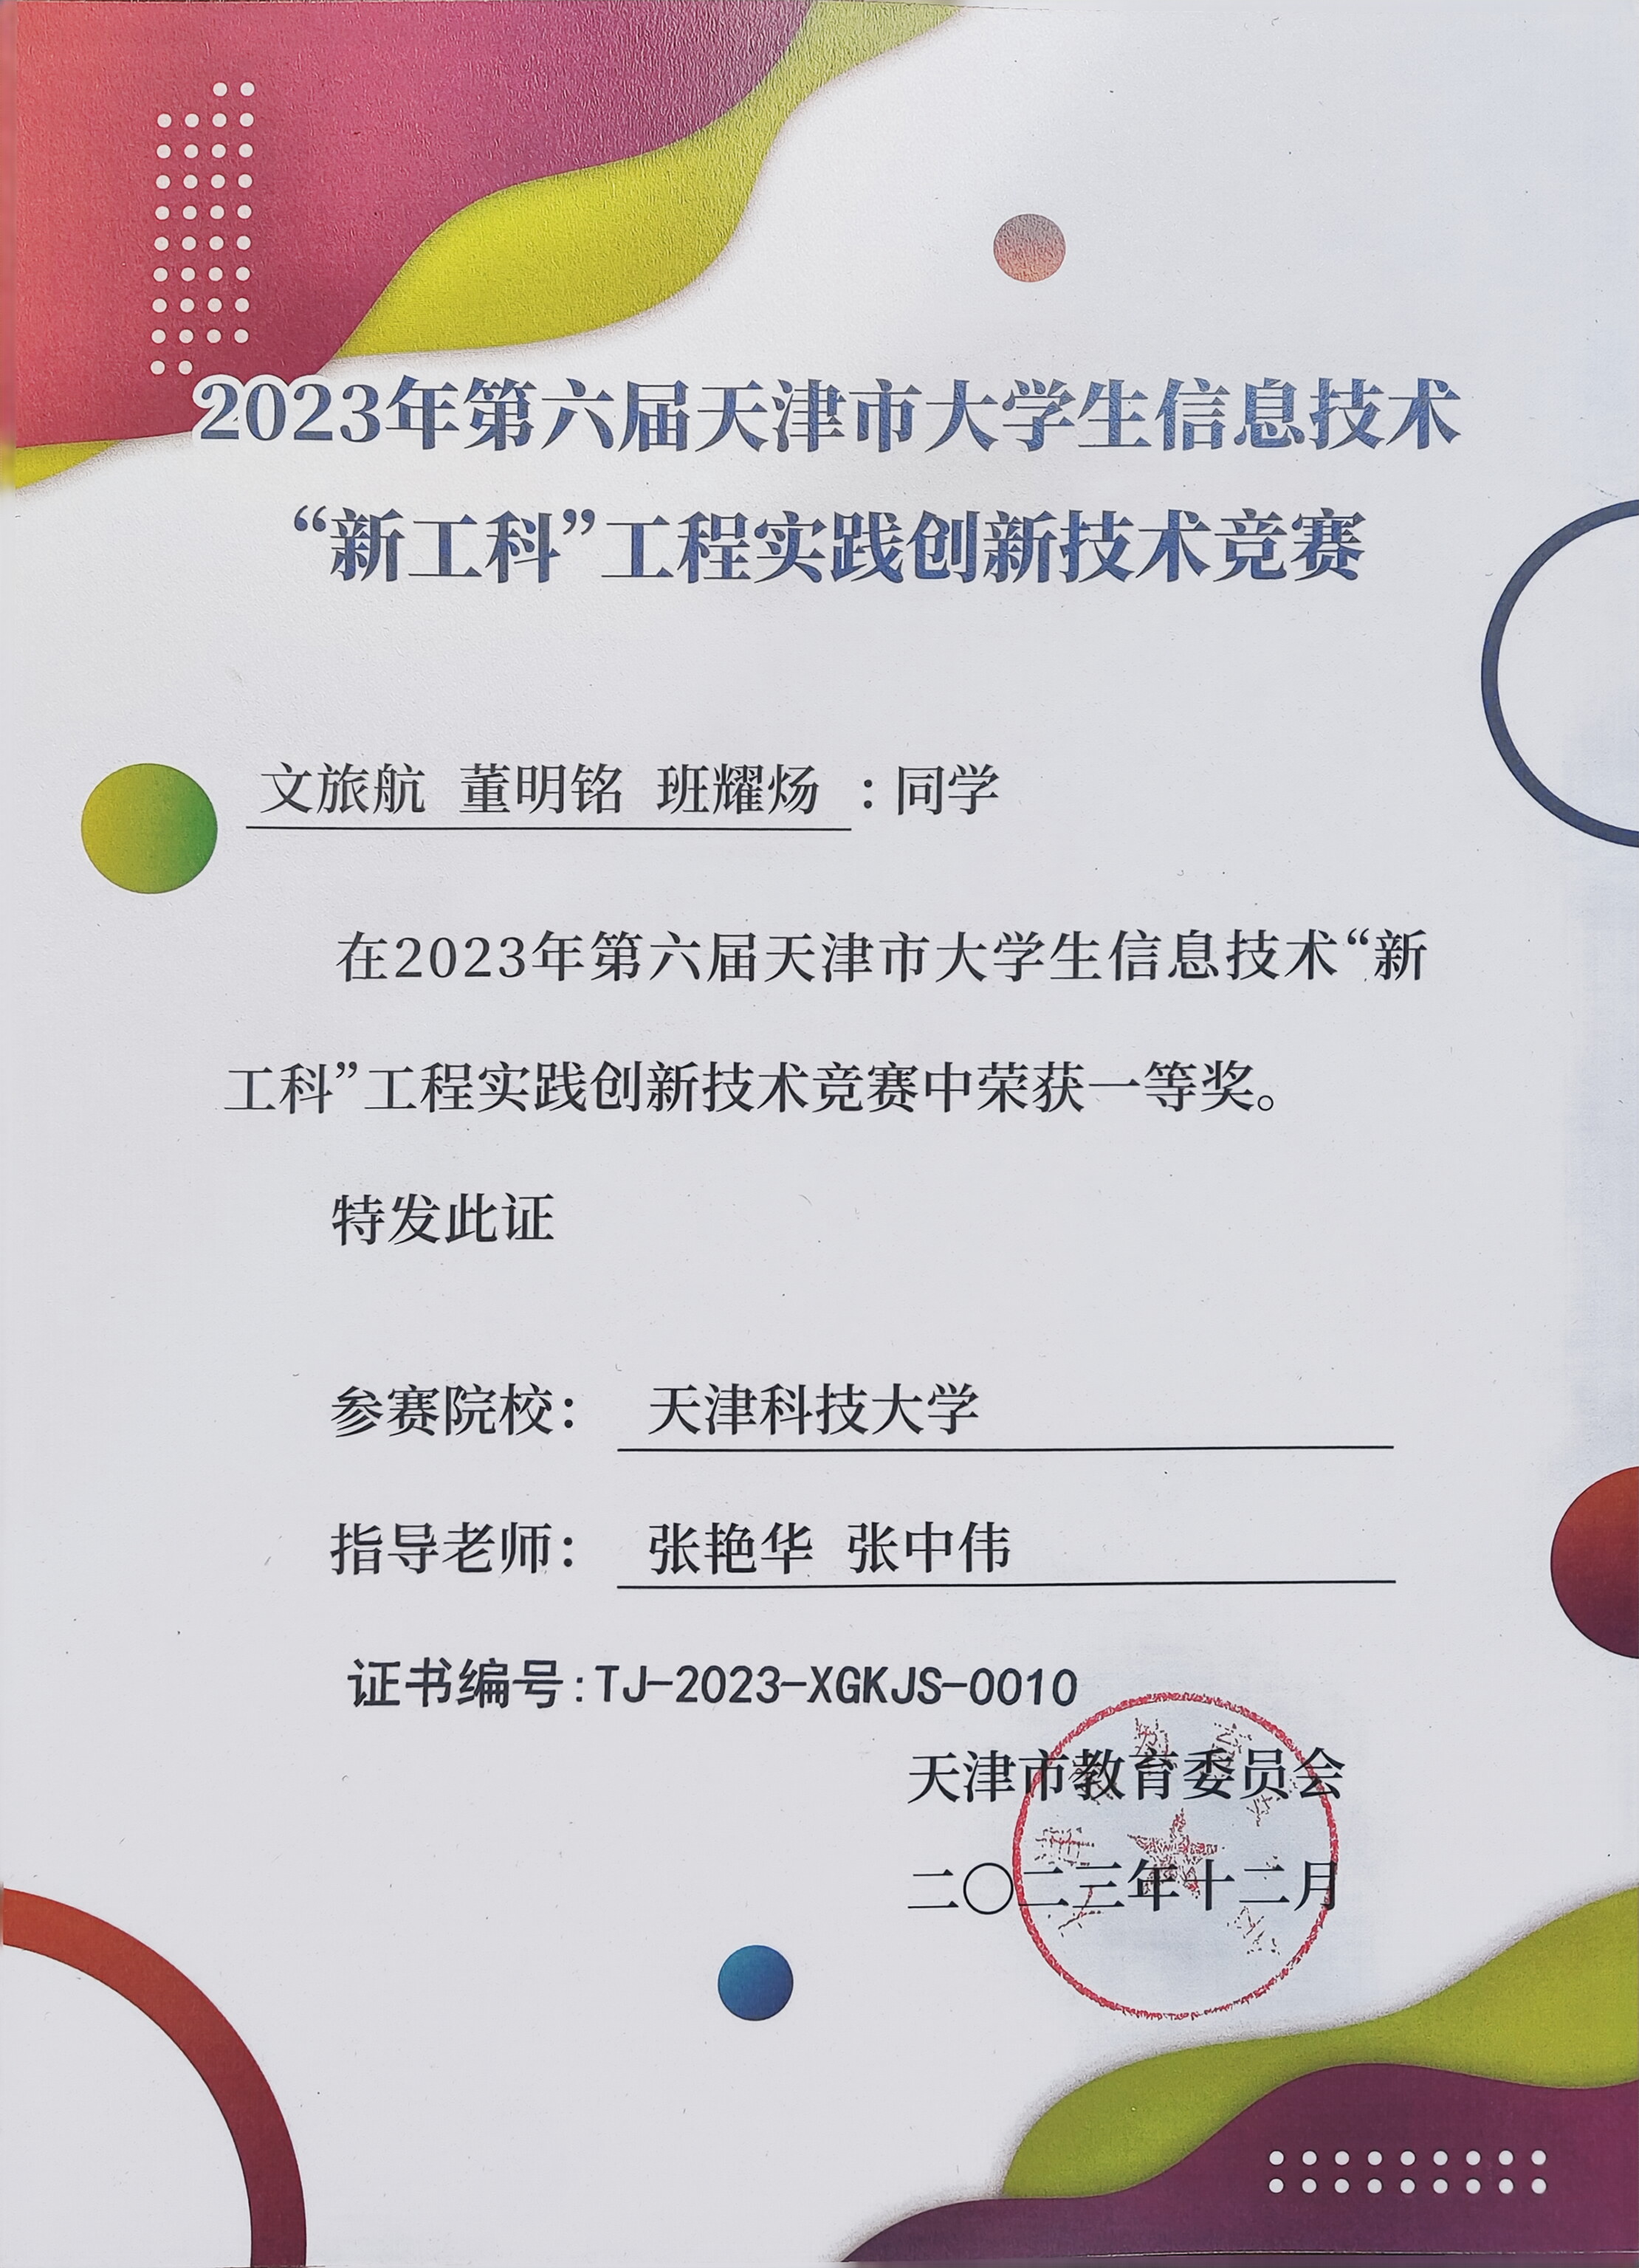 2023年第六届天津市大学生信息技术
“新工科”工程实践创新技术竞赛
文旅航 董明铭 班耀炀 ：同学
在2023年第六届天津市大学生信息技术“新
工科”工程实践创新技术竞赛中荣获一等奖。
特发此证
参赛院校： 天津科技大学
指导老师： 张艳华 张中伟
证书编号:TJ-2023-XGKJS-0010
天津市教育委员会
二〇二三年十二月